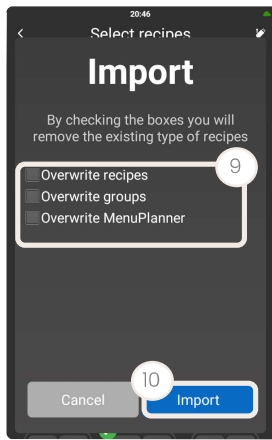 20:46
Select recipes
Import
By checking the boxes you will
remove the existing type of recipes
9
Overwrite recipes
Overwrite groups
Overwrite MenuPlanner
10
Cancel
Import